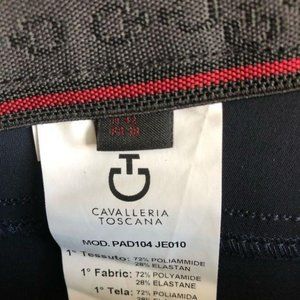 CAVALLERIA
TOSCANA
MOD. PAD104 JE010
1° Tessuto: 72% POLIAMMIDE
28% ELASTAN
1° Fabric: 72% POLYAMIDE
28% ELASTANE
1° Tela: 72% POLIAMIDA